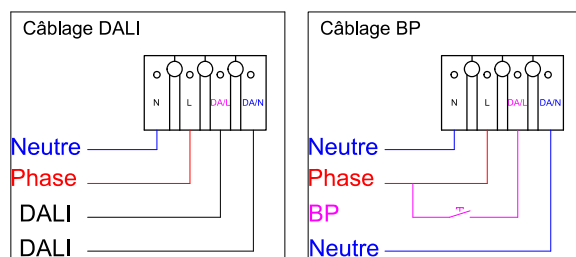 Câblage DALI
N L DA/L DA/N
Neutre
Phase
DALI
DALI
Câblage BP
N L DA/L DA/N
Neutre
Phase
BP
Neutre